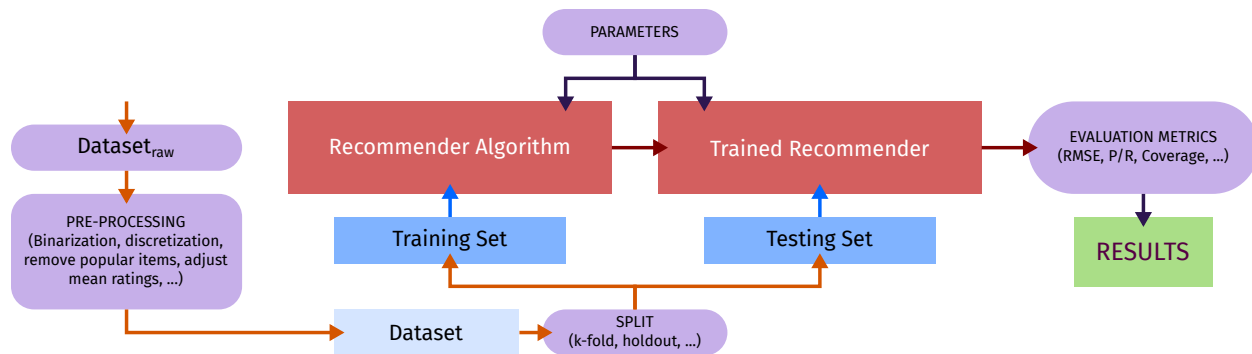 PARAMETERS
Dataset_raw
Recommender Algorithm
Trained Recommender
EVALUATION METRICS
(RMSE, P/R, Coverage, ...)
PRE-PROCESSING
(Binarization, discretization,
remove popular items, adjust
mean ratings, ...)
Training Set
Testing Set
RESULTS
Dataset
SPLIT
(k-fold, holdout, ...)